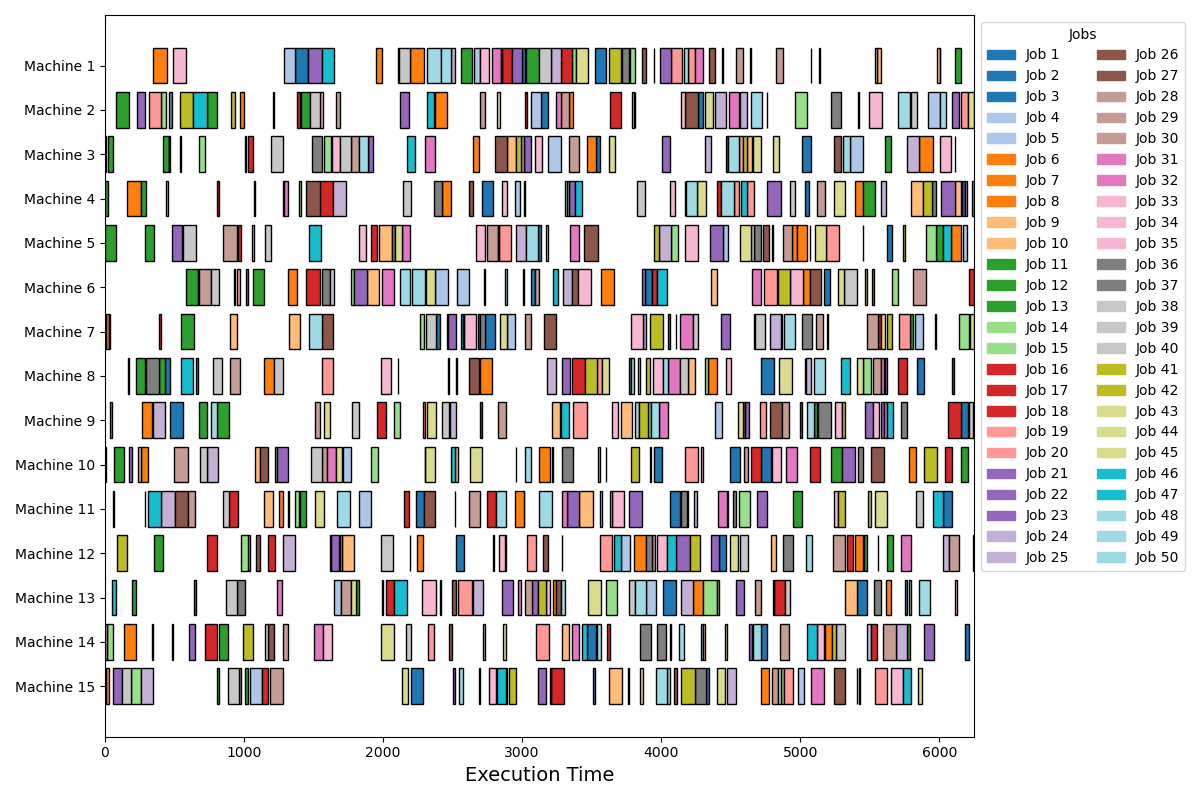 Machine 1
Machine 2
Machine 3
Machine 4
Machine 5
Machine 6
Machine 7
Machine 8
Machine 9
Machine 10
Machine 11
Machine 12
Machine 13
Machine 14
Machine 15
0 1000 2000 3000 4000 5000 6000
Execution Time
Jobs
Job 1
Job 2
Job 3
Job 4
Job 5
Job 6
Job 7
Job 8
Job 9
Job 10
Job 11
Job 12
Job 13
Job 14
Job 15
Job 16
Job 17
Job 18
Job 19
Job 20
Job 21
Job 22
Job 23
Job 24
Job 25
Job 26
Job 27
Job 28
Job 29
Job 30
Job 31
Job 32
Job 33
Job 34
Job 35
Job 36
Job 37
Job 38
Job 39
Job 40
Job 41
Job 42
Job 43
Job 44
Job 45
Job 46
Job 47
Job 48
Job 49
Job 50